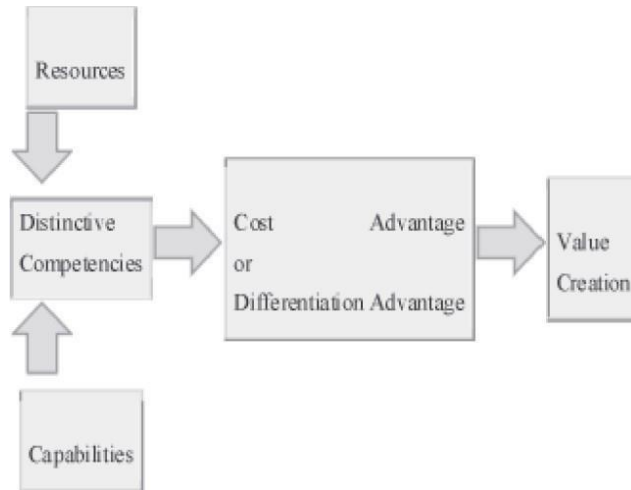 Resources
Distinctive
Competencies
Cost Advantage
or
Differentiation Advantage
Value
Creation
Capabilities